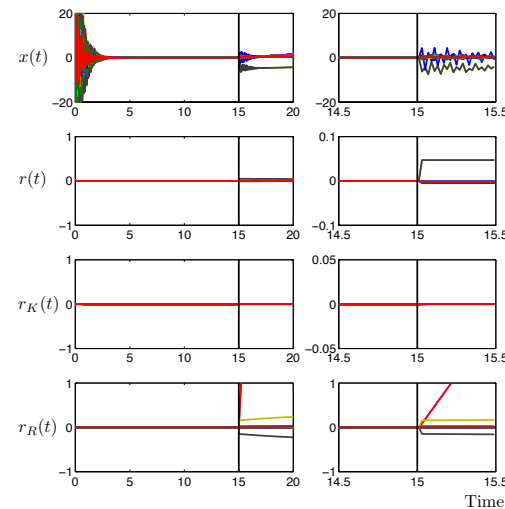 20 20
x(t) 0 0
-20 -20
0 5 10 15 20 14.5 15 15.5
1 0.1
r(t) 0 0
-1 -0.1
0 5 10 15 20 14.5 15 15.5
1 0.05
r_K(t) 0 0
-1 -0.05
0 5 10 15 20 14.5 15 15.5
1 1
r_R(t) 0 0
-1 -1
0 5 10 15 20 14.5 15 15.5
Time